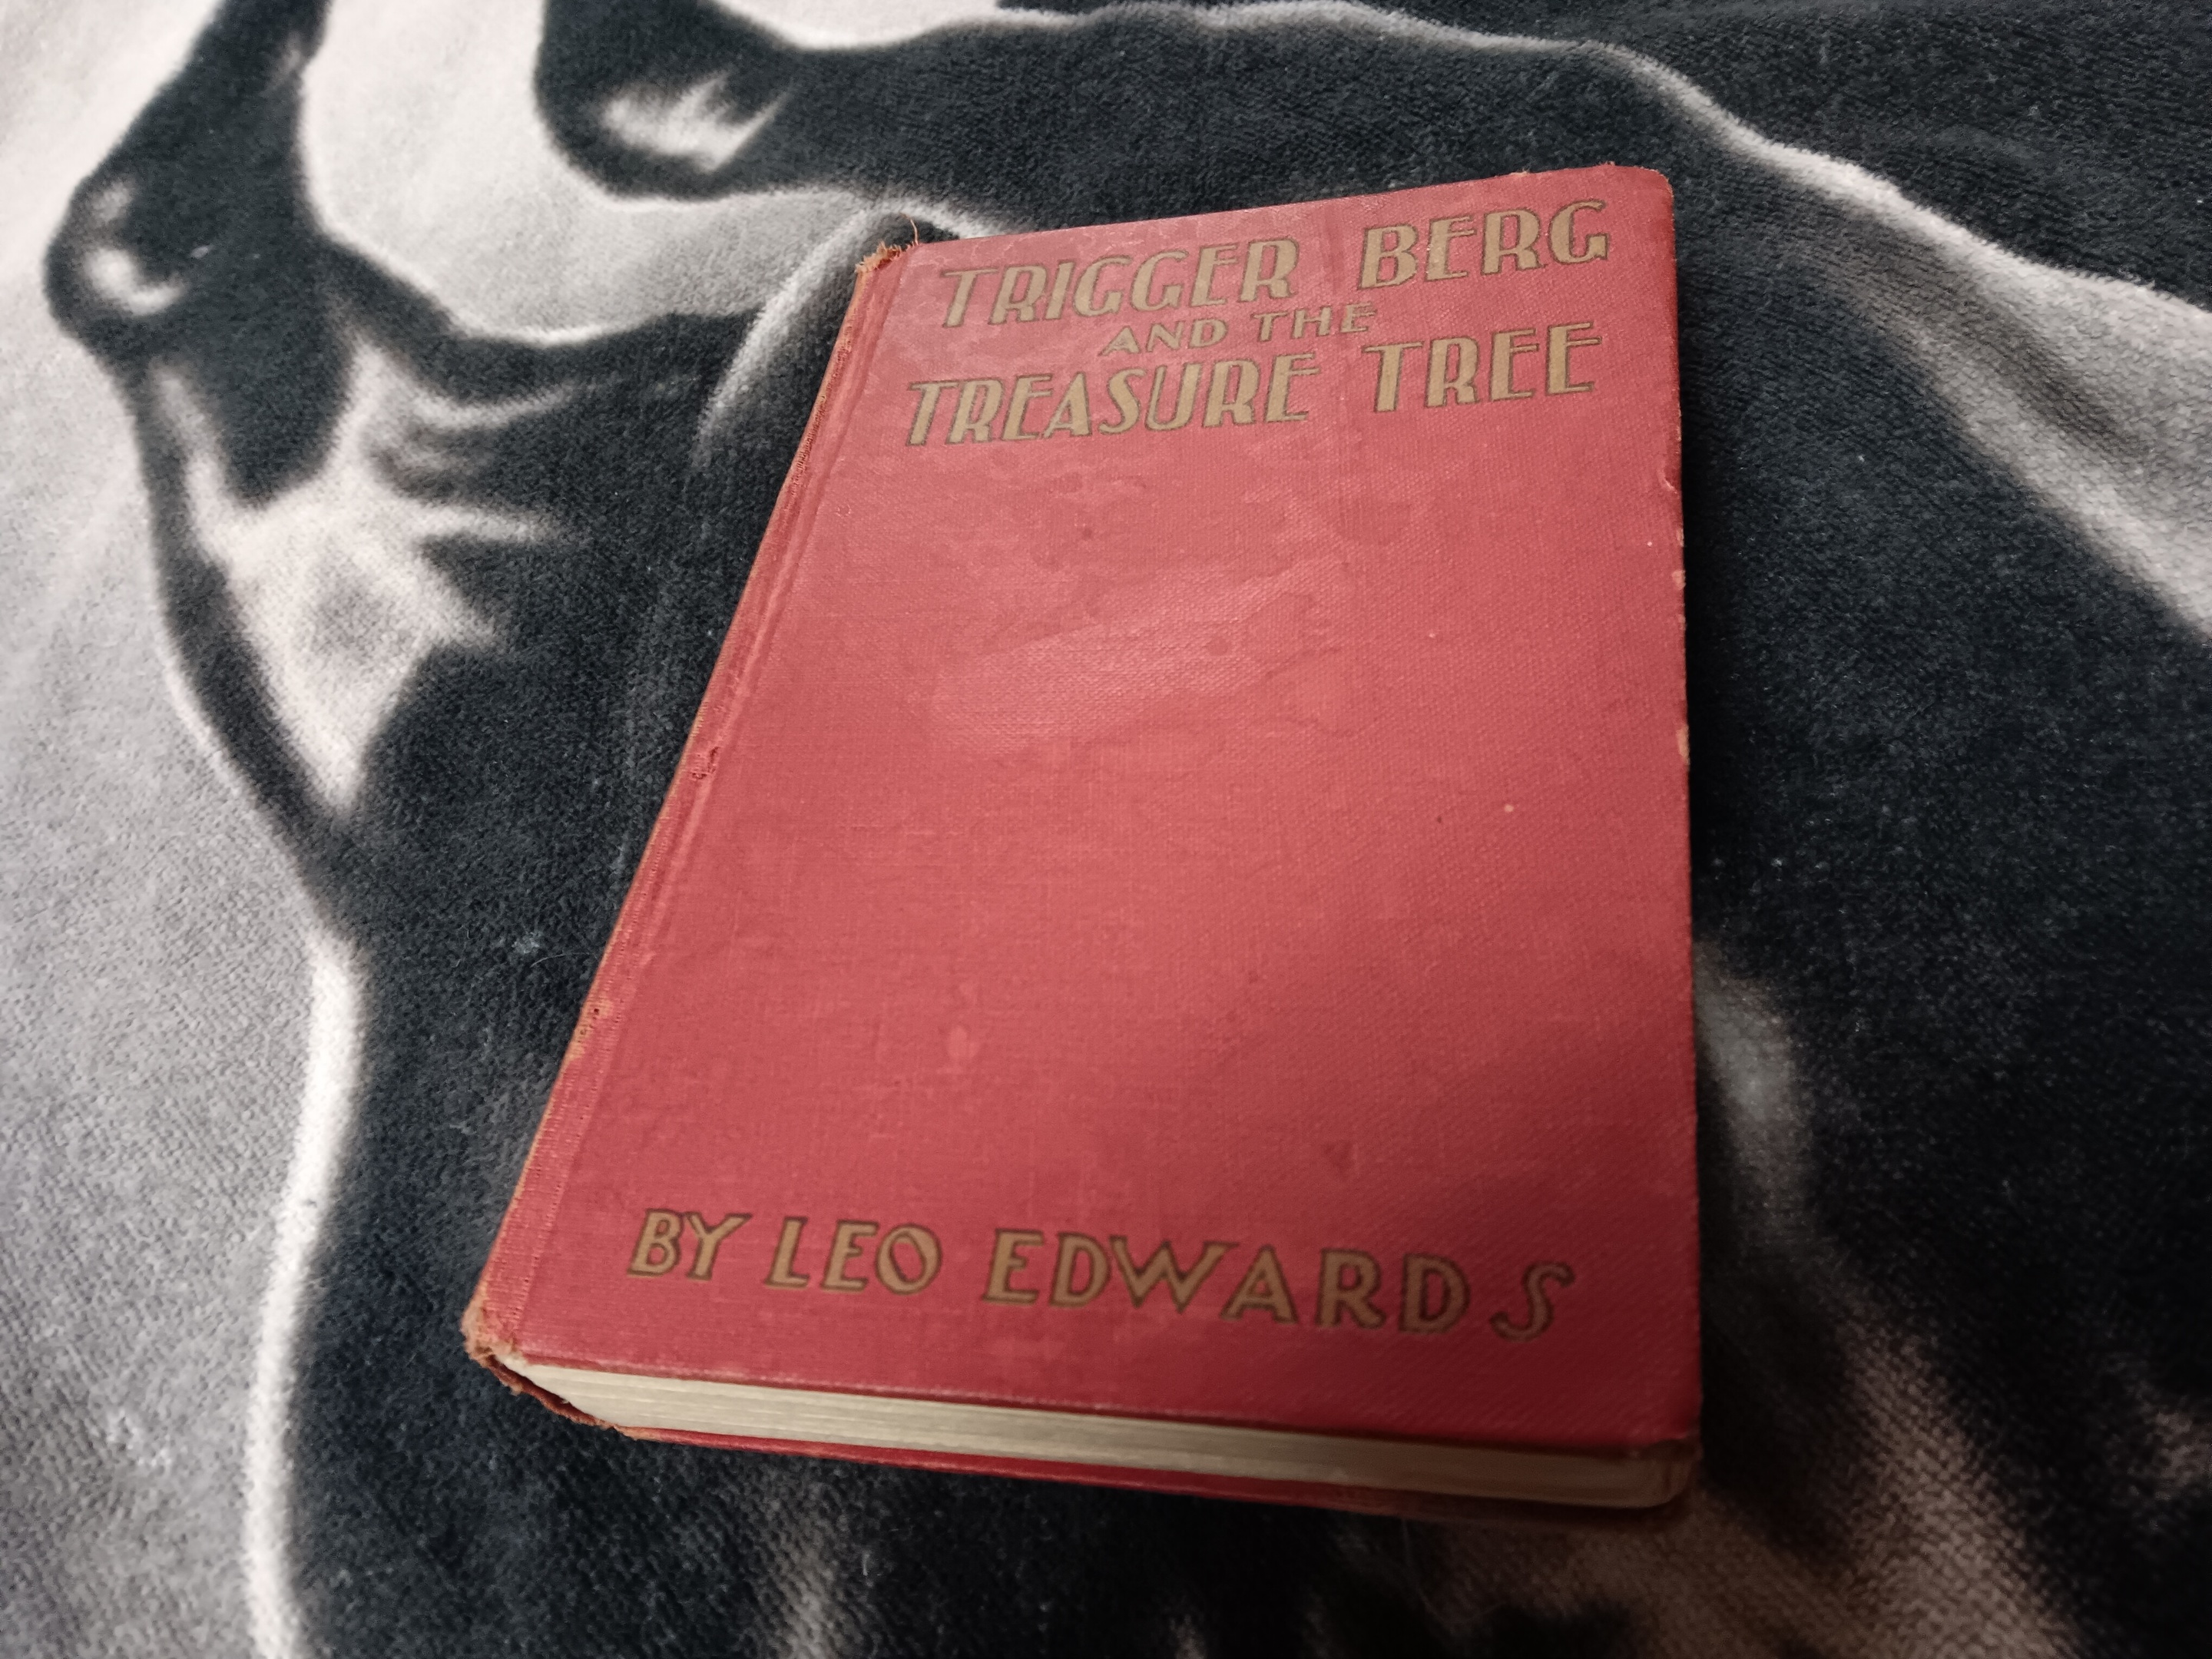 TRIGGER BERG
AND THE
TREASURE TREE
BY LEO EDWARDS